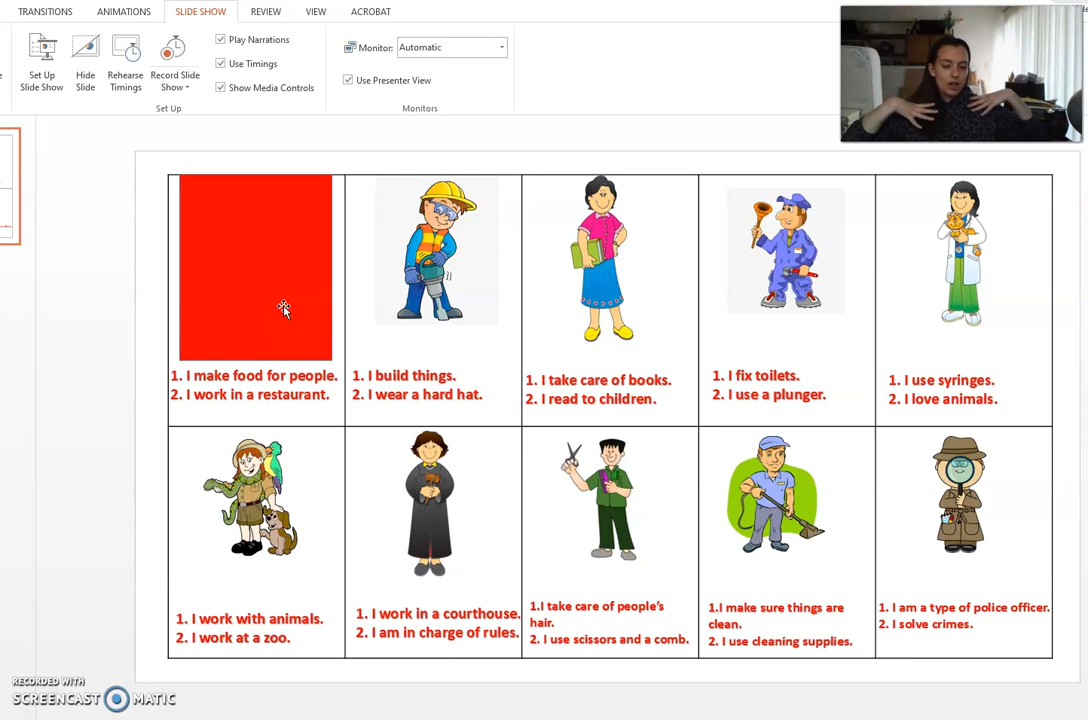 TRANSITIONS ANIMATIONS SLIDE SHOW REVIEW VIEW ACROBAT
Set Up
Slide Show
Hide
Slide
Rehearse
Timings
Record Slide
Show
Play Narrations
Use Timings
Show Media Controls
Set Up
Monitor: Automatic
Use Presenter View
Monitors
1. I make food for people.
2. I work in a restaurant.
1. I build things.
2. I wear a hard hat.
1. I take care of books.
2. I read to children.
1. I fix toilets.
2. I use a plunger.
1. I use syringes.
2. I love animals.
1. I work with animals.
2. I work at a zoo.
1. I work in a courthouse.
2. I am in charge of rules.
1.I take care of people's
hair.
2. I use scissors and a comb.
1.I make sure things are
clean.
2. I use cleaning supplies.
1. I am a type of police officer.
2. I solve crimes.
RECORDED WITH
SCREENCAST MATIC